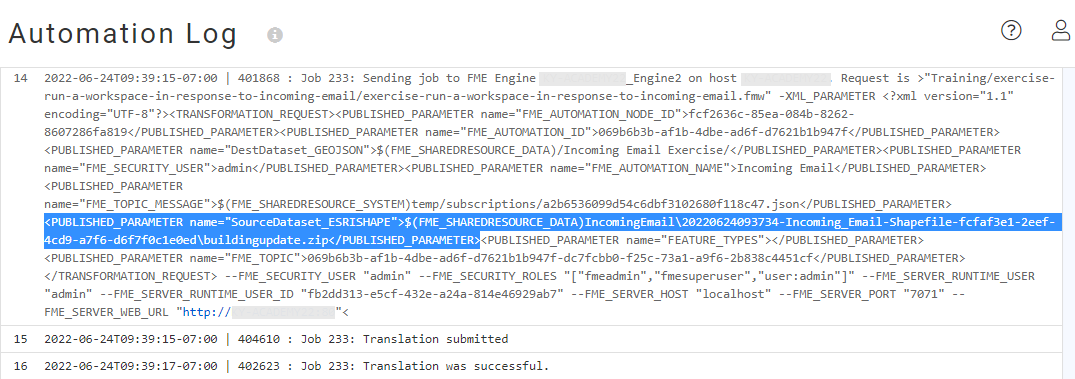 Automation Log
14 2022-06-24T09:39:15-07:00 | 401868 : Job 233: Sending job to FME Engine _Engine2 on host . Request is >"Training/exercise-
run-a-workspace-in-response-to-incoming-email/exercise-run-a-workspace-in-response-to-incoming-email.fmw" -XML_PARAMETER <?xml version="1.1"
encoding="UTF-8"?><TRANSFORMATION_REQUEST><PUBLISHED_PARAMETER name="FME_AUTOMATION_NODE_ID">fcf2636c-85ea-084b-8262-
8607286fa819</PUBLISHED_PARAMETER><PUBLISHED_PARAMETER name="FME_AUTOMATION_ID">069b6b3b-af1b-4dbe-ad6f-d7621b1b947f</PUBLISHED_PARAMETER>
<PUBLISHED_PARAMETER name="DestDataset_GEOJSON">$(FME_SHAREDRESOURCE_DATA)/Incoming Email Exercise/</PUBLISHED_PARAMETER><PUBLISHED_PARAMETER
name="FME_SECURITY_USER">admin</PUBLISHED_PARAMETER><PUBLISHED_PARAMETER name="FME_AUTOMATION_NAME">Incoming Email</PUBLISHED_PARAMETER>
<PUBLISHED_PARAMETER
name="FME_TOPIC_MESSAGE">$(FME_SHAREDRESOURCE_SYSTEM)temp/subscriptions/a2b6536099d54c6dbf3102680f118c47.json</PUBLISHED_PARAMETER>
<PUBLISHED_PARAMETER name="SourceDataset_ESRISHAPE">$(FME_SHAREDRESOURCE_DATA)IncomingEmail\20220624093734-Incoming_Email-Shapefile-fcfaf3e1-2eef-
4cd9-a7f6-d6f7f0c1e0ed\buildingupdate.zip</PUBLISHED_PARAMETER><PUBLISHED_PARAMETER name="FEATURE_TYPES"></PUBLISHED_PARAMETER>
<PUBLISHED_PARAMETER name="FME_TOPIC">069b6b3b-af1b-4dbe-ad6f-d7621b1b947f-dc7fcbb0-f25c-73a1-a9f6-2b838c4451cf</PUBLISHED_PARAMETER>
</TRANSFORMATION_REQUEST> --FME_SECURITY_USER "admin" --FME_SECURITY_ROLES "["fmeadmin","fmesuperuser","user:admin"]" --FME_SERVER_RUNTIME_USER
"admin" --FME_SERVER_RUNTIME_USER_ID "fb2dd313-e5cf-432e-a24a-814e46929ab7" --FME_SERVER_HOST "localhost" --FME_SERVER_PORT "7071" --
FME_SERVER_WEB_URL "http:// "<
15 2022-06-24T09:39:15-07:00 | 404610 : Job 233: Translation submitted
16 2022-06-24T09:39:17-07:00 | 402623 : Job 233: Translation was successful.